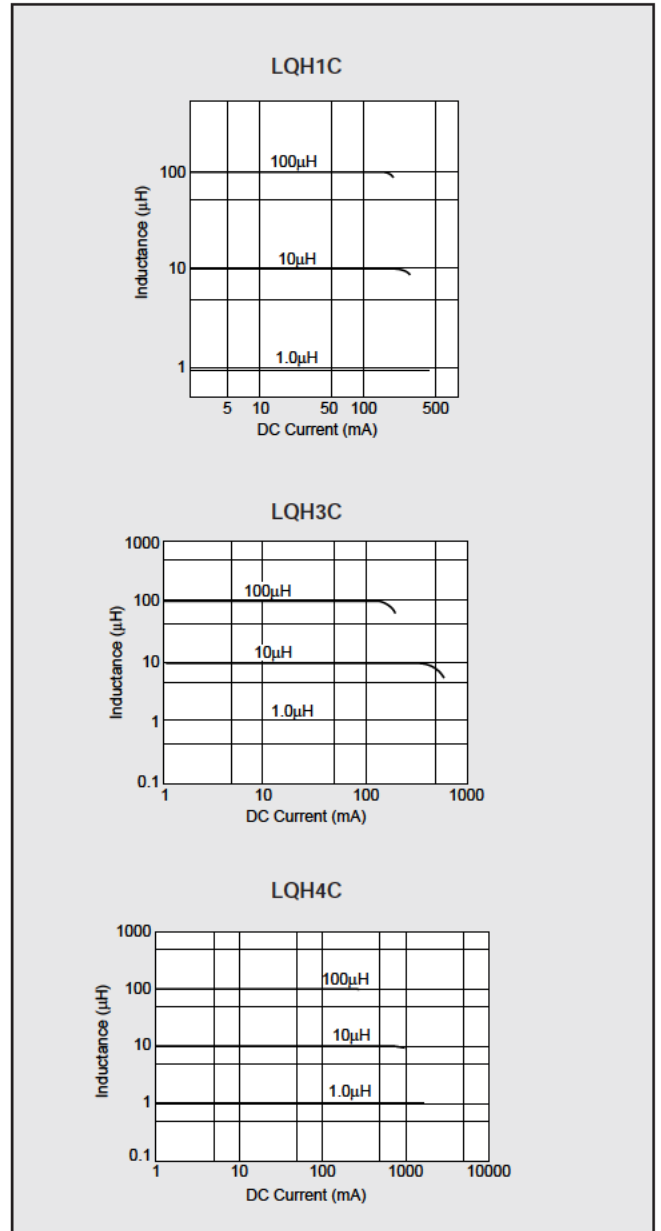 LQH1C
100µH
100
10µH
10
1.0µH
1
Inductance (µH)
5 10 50 100 500
DC Current (mA)
LQH3C
1000
100µH
100
10µH
10
1.0µH
1
0.1
Inductance (µH)
1 10 100 1000
DC Current (mA)
LQH4C
1000
100µH
100
10µH
10
1.0µH
1
0.1
Inductance (µH)
1 10 100 1000 10000
DC Current (mA)